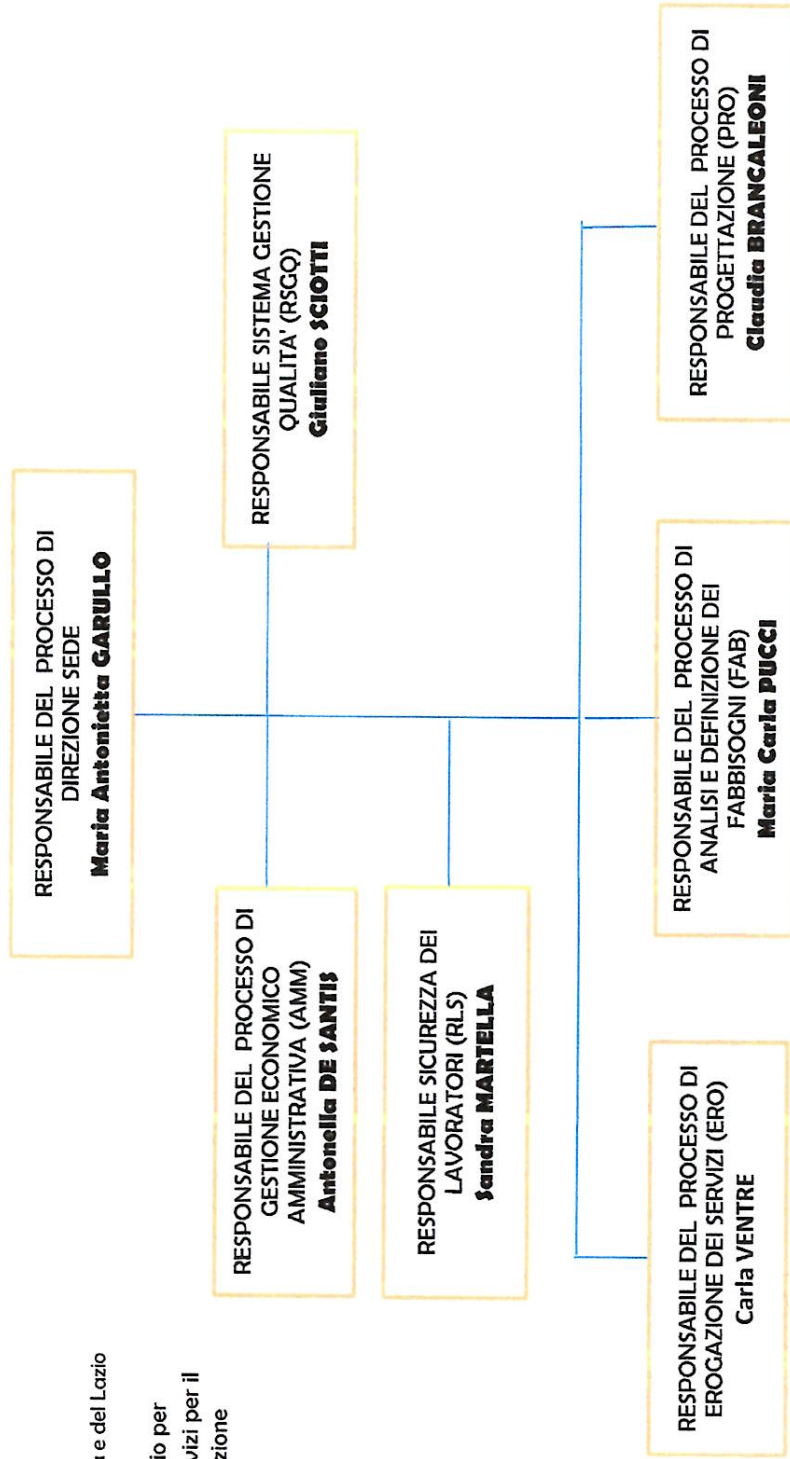 a e del Lazio
io per
vizi per il
zione
RESPONSABILE DEL PROCESSO DI
DIREZIONE SEDE
Maria Antonietta GARULLO
RESPONSABILE DEL PROCESSO DI
GESTIONE ECONOMICO
AMMINISTRATIVA (AMM)
Antonella DE SANTIS
RESPONSABILE SISTEMA GESTIONE
QUALITA' (RSGQ)
Giuliano SCIOTTI
RESPONSABILE SICUREZZA DEI
LAVORATORI (RLS)
Sandra MARTELLA
RESPONSABILE DEL PROCESSO DI
EROGAZIONE DEI SERVIZI (ERO)
Carla VENTRE
RESPONSABILE DEL PROCESSO DI
ANALISI E DEFINIZIONE DEI
FABBISOGNI (FAB)
Maria Carla PUCCI
RESPONSABILE DEL PROCESSO DI
PROGETTAZIONE (PRO)
Claudia BRANCALEONI